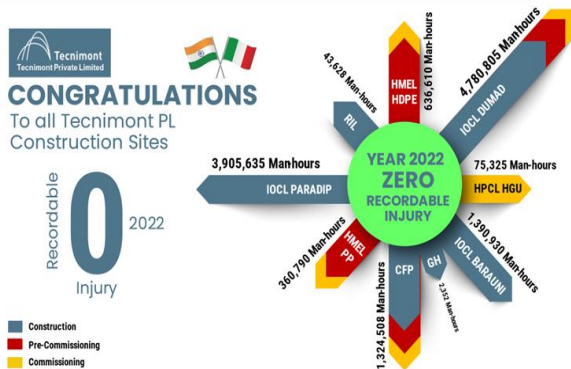 Tecnimont
Tecnimont Private Limited
CONGRATULATIONS
To all Tecnimont PL
Construction Sites
Recordable
0
2022
Injury
Construction
Pre-Commissioning
Commissioning
YEAR 2022
ZERO
RECORDABLE
INJURY
HMEL
HDPE
636,610 Man-hours
IOCL DUMAD
4,780,805 Manhours
HPCL HGU
75,325 Man-hours
IOCL BARAUNI
1,390,930 Man-hours
GH
2,352 Man-hours
CFP
1,324,508 Man-hours
HMEL
PP
360,790 Man-hours
IOCL PARADIP
3,905,635 Manhours
RIL
43,628 Man-hours